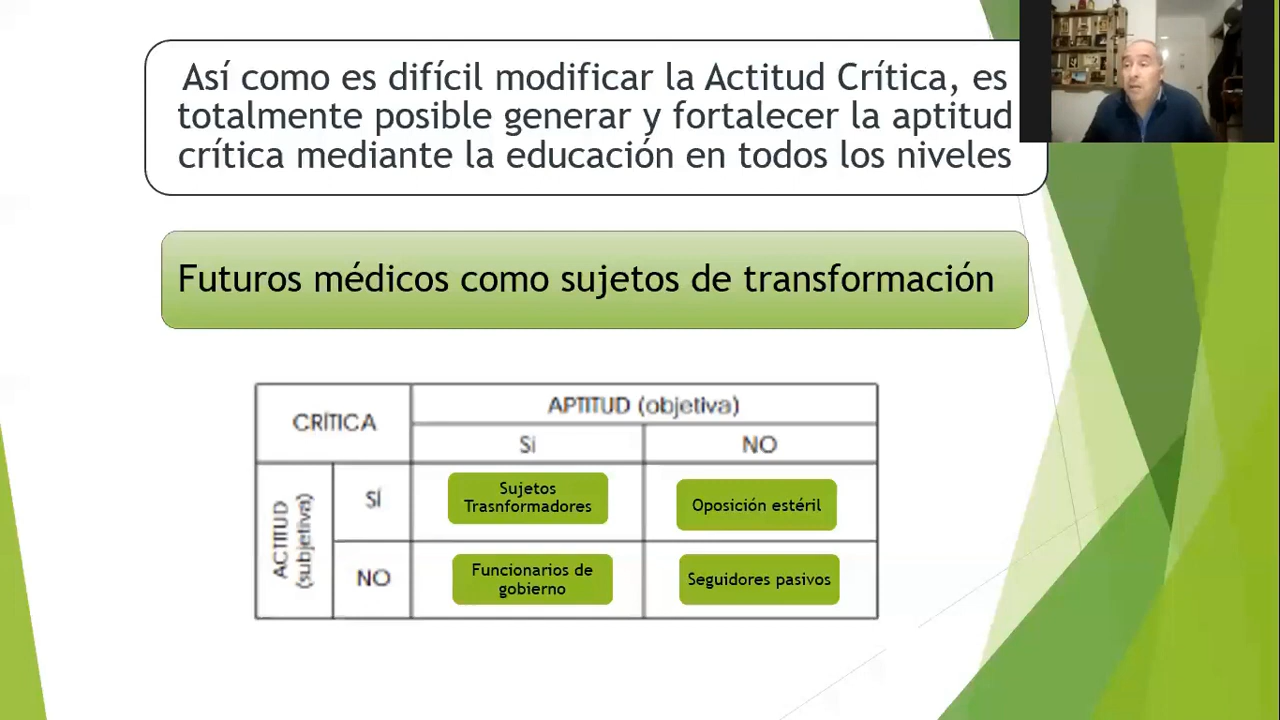 Así como es difícil modificar la Actitud Crítica, es
totalmente posible generar y fortalecer la aptitud
crítica mediante la educación en todos los niveles
Futuros médicos como sujetos de transformación
CRÍTICA
APTITUD (objetiva)
Sí
NO
ACTITUD
(subjetiva)
SÍ
Sujetos
Trasnformadores
Oposición estéril
NO
Funcionarios de
gobierno
Seguidores pasivos